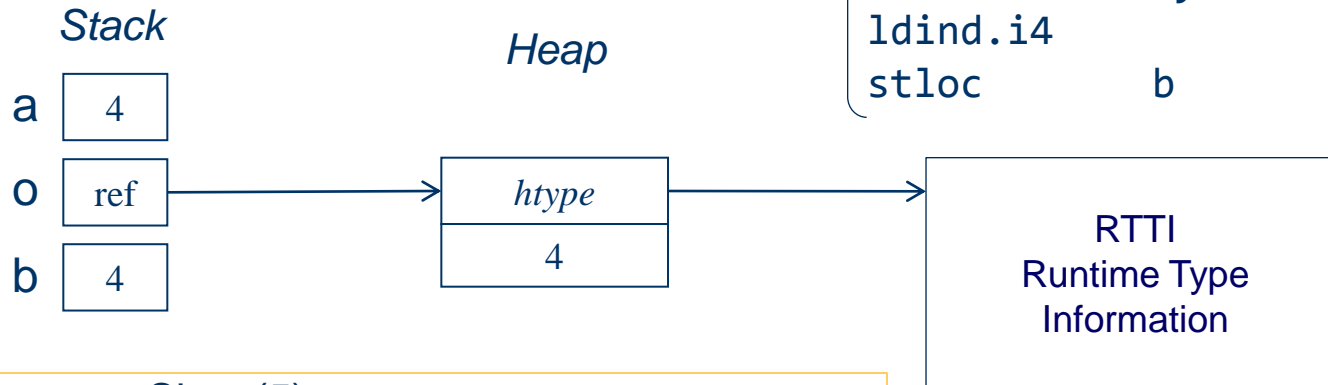 Stack
Heap
ldind.i4
stloc b
a 4
o ref
htype
4
b 4
RTTI
Runtime Type
Information